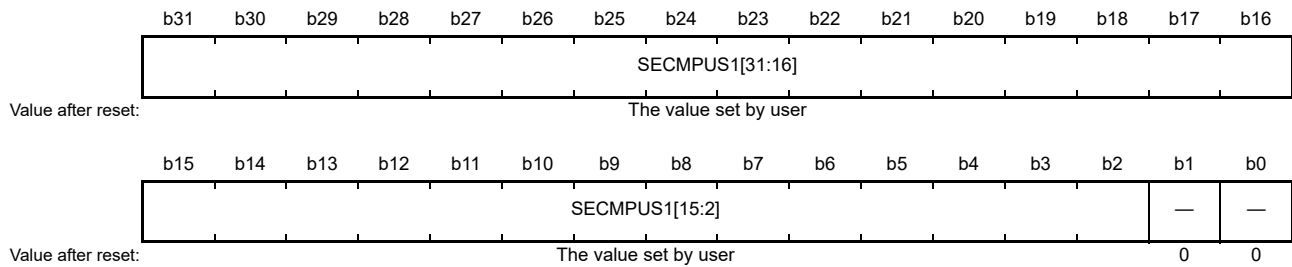 b31 b30 b29 b28 b27 b26 b25 b24 b23 b22 b21 b20 b19 b18 b17 b16
SECMPUS1[31:16]
Value after reset: The value set by user
b15 b14 b13 b12 b11 b10 b9 b8 b7 b6 b5 b4 b3 b2 b1 b0
SECMPUS1[15:2] — —
Value after reset: The value set by user 0 0